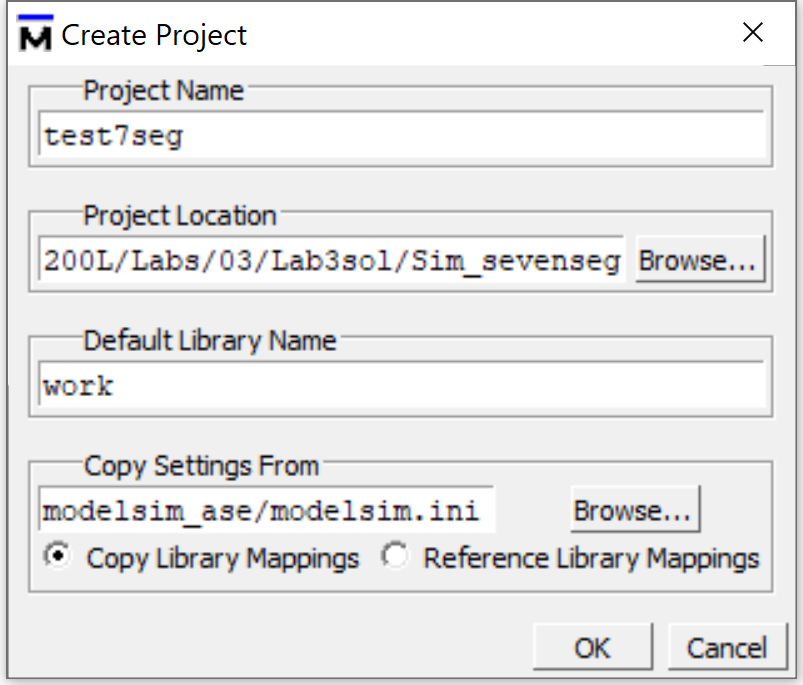 Create Project
Project Name
test7seg
Project Location
200L/Labs/03/Lab3sol/Sim_sevenseg Browse...
Default Library Name
work
Copy Settings From
modelsim_ase/modelsim.ini Browse...
Copy Library Mappings Reference Library Mappings
OK Cancel